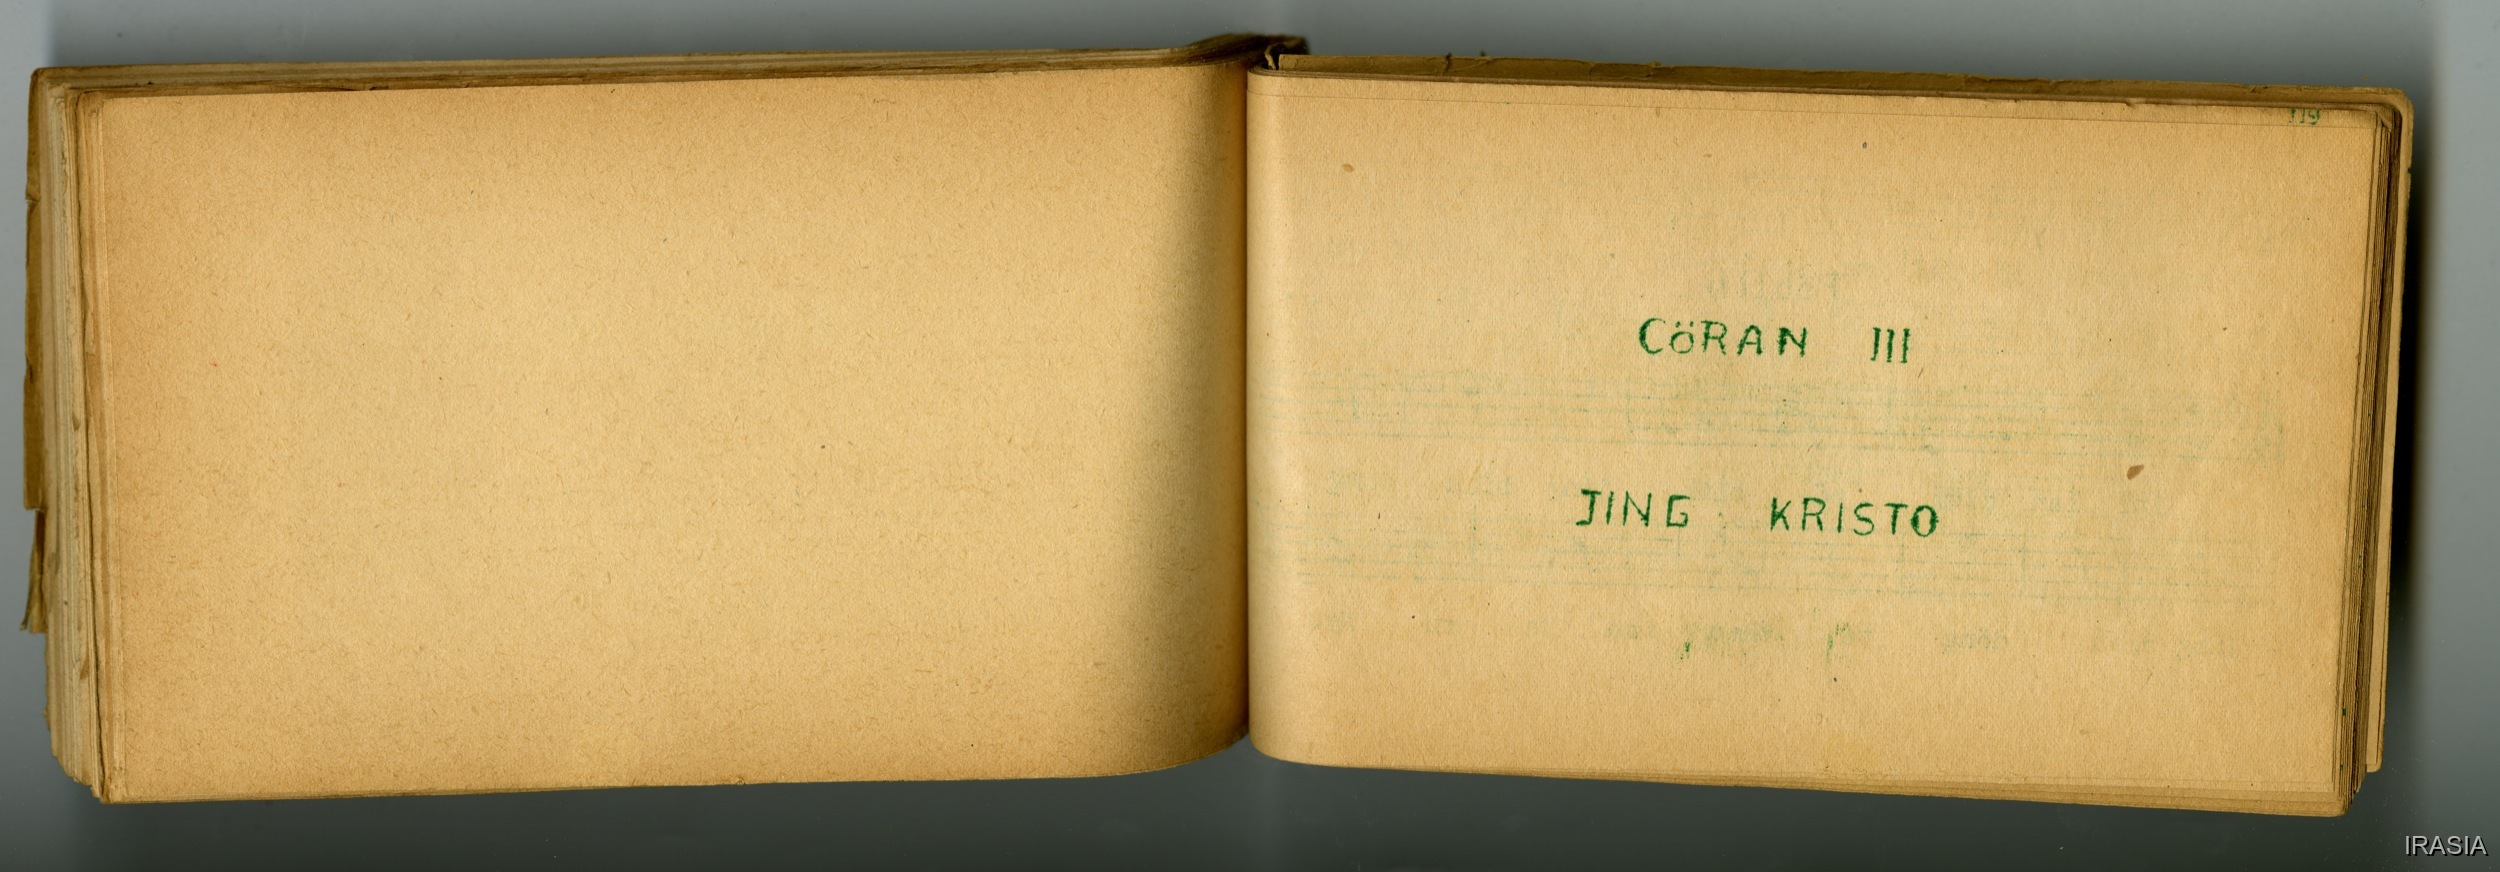 119
CöRAN III
JING KRISTO
IRASIA